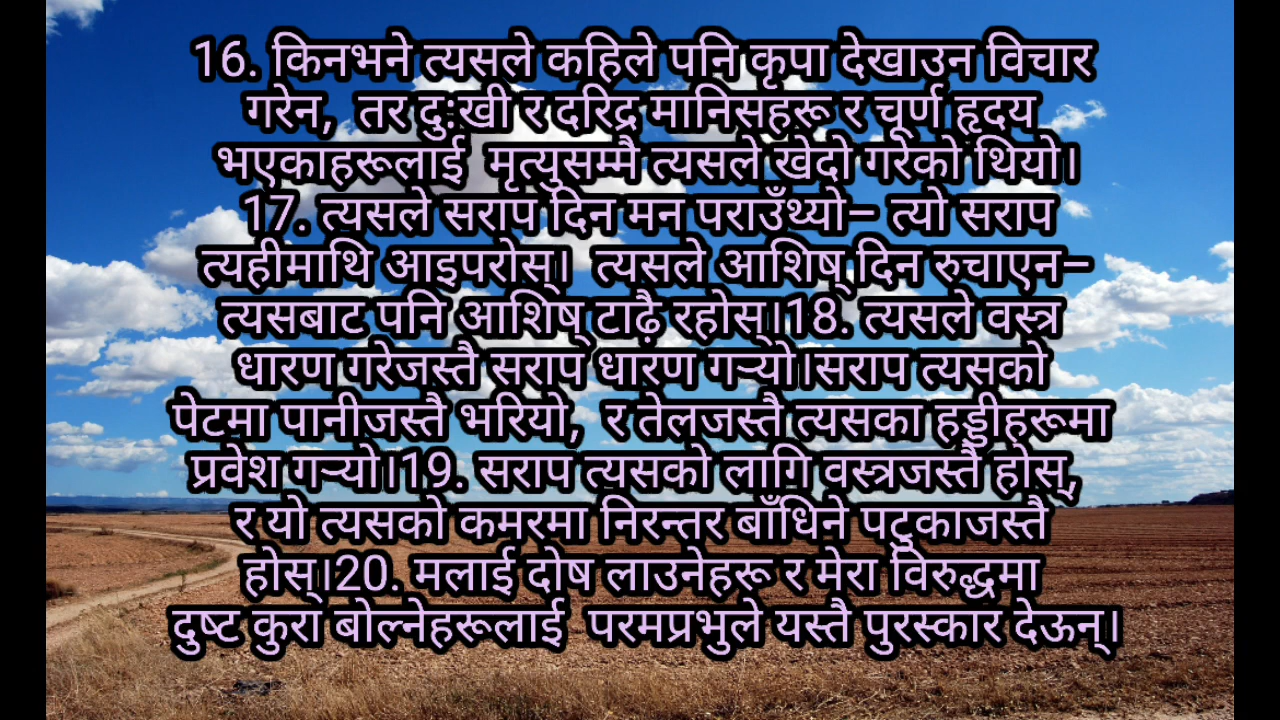 16. किनभने त्यसले कहिले पनि कृपा देखाउन विचार
गरेन,  तर दुःखी र दरिद्र मानिसहरू र चूर्ण हृदय
भएकाहरूलाई  मृत्युसम्मै त्यसले खेदो गरेको थियो।
17. त्यसले सराप दिन मन पराउँथ्यो– त्यो सराप
त्यहीमाथि आइपरोस्।  त्यसले आशिष् दिन रुचाएन–
त्यसबाट पनि आशिष् टाढ़ै रहोस्।18. त्यसले वस्त्र
धारण गरेजस्तै सराप धारण गर्‍यो।सराप त्यसको
पेटमा पानीजस्तै भरियो,  र तेलजस्तै त्यसका हड्डीहरूमा
प्रवेश गर्‍यो।19. सराप त्यसको लागि वस्त्रजस्तै होस्,
र यो त्यसको कमरमा निरन्तर बाँधिने पटुकाजस्तै
होस्।20. मलाई दोष लाउनेहरू र मेरा विरुद्धमा
दुष्ट कुरा बोल्नेहरूलाई  परमप्रभुले यस्तै पुरस्कार देऊन्।